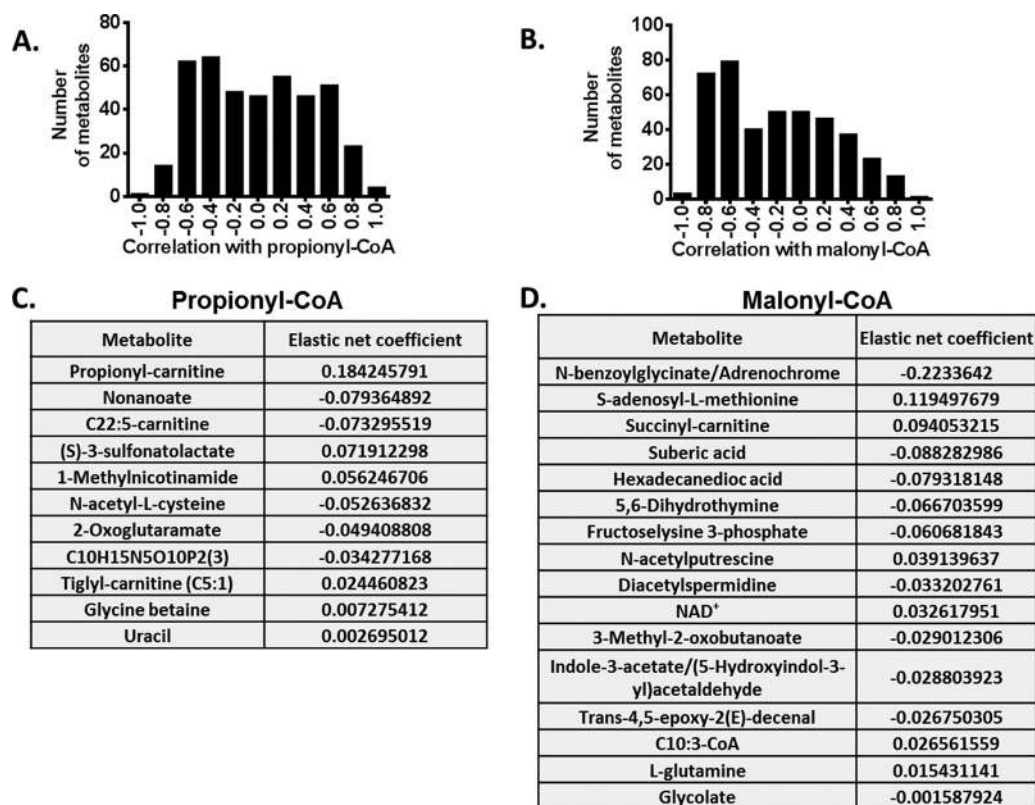 A.
80
60
40
20
0
Number
of metabolites
-1.0
-0.8
-0.6
-0.4
-0.2
0.0
0.2
0.4
0.6
0.8
1.0
Correlation with propionyl-CoA
B.
100
80
60
40
20
0
Number
of metabolites
-1.0
-0.8
-0.6
-0.4
-0.2
0.0
0.2
0.4
0.6
0.8
1.0
Correlation with malonyl-CoA
C. Propionyl-CoA
Metabolite Elastic net coefficient
Propionyl-carnitine 0.184245791
Nonanoate -0.079364892
C22:5-carnitine -0.073295519
(S)-3-sulfonatolactate 0.071912298
1-Methylnicotinamide 0.056246706
N-acetyl-L-cysteine -0.052636832
2-Oxoglutaramate -0.049408808
C10H15N5O10P2(3) -0.034277168
Tiglyl-carnitine (C5:1) 0.024460823
Glycine betaine 0.007275412
Uracil 0.002695012
D. Malonyl-CoA
Metabolite Elastic net coefficient
N-benzoylglycinate/Adrenochrome -0.2233642
S-adenosyl-L-methionine 0.119497679
Succinyl-carnitine 0.094053215
Suberic acid -0.088282986
Hexadecanedioc acid -0.079318148
5,6-Dihydrothymine -0.066703599
Fructoselysine 3-phosphate -0.060681843
N-acetylputrescine 0.039139637
Diacetylspermidine -0.033202761
NAD⁺ 0.032617951
3-Methyl-2-oxobutanoate -0.029012306
Indole-3-acetate/(5-Hydroxyindol-3-
yl)acetaldehyde -0.028803923
Trans-4,5-epoxy-2(E)-decenal -0.026750305
C10:3-CoA 0.026561559
L-glutamine 0.015431141
Glycolate -0.001587924